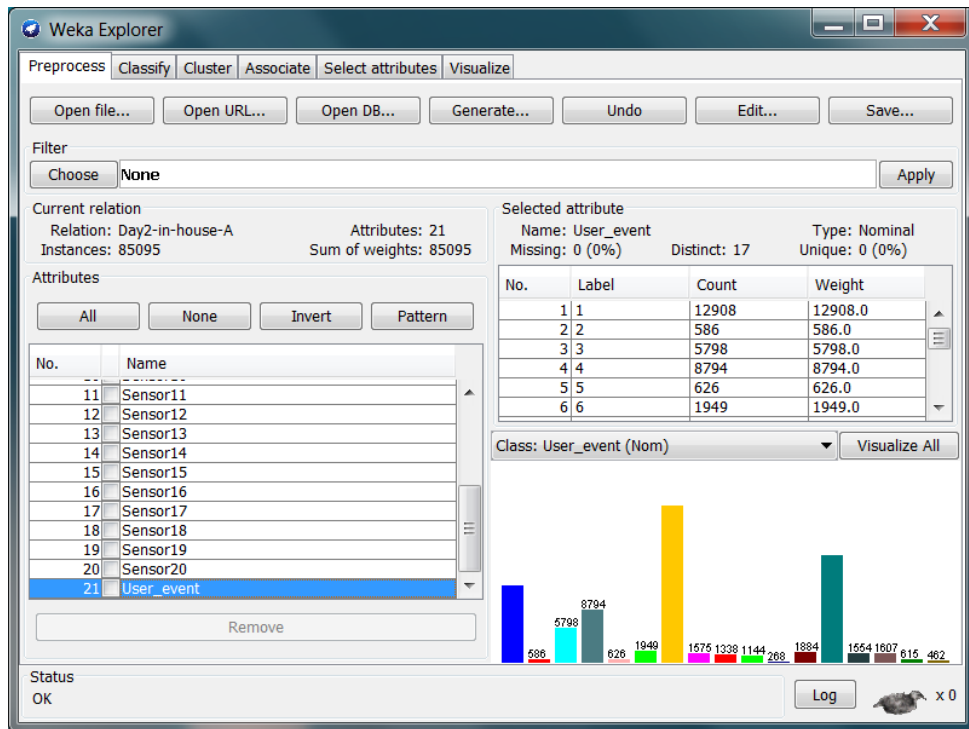 Weka Explorer
Preprocess Classify Cluster Associate Select attributes Visualize
Open file... Open URL... Open DB... Generate... Undo Edit... Save...
Filter
Choose None Apply
Current relation
Relation: Day2-in-house-A Attributes: 21
Instances: 85095 Sum of weights: 85095
Attributes
All None Invert Pattern
No. Name
11 Sensor11
12 Sensor12
13 Sensor13
14 Sensor14
15 Sensor15
16 Sensor16
17 Sensor17
18 Sensor18
19 Sensor19
20 Sensor20
21 User_event
Remove
Selected attribute
Name: User_event Type: Nominal
Missing: 0 (0%) Distinct: 17 Unique: 0 (0%)
No. Label Count Weight
1 1 12908 12908.0
2 2 586 586.0
3 3 5798 5798.0
4 4 8794 8794.0
5 5 626 626.0
6 6 1949 1949.0
Class: User_event (Nom) Visualize All
586 5798 8794 626 1949 1575 1338 1144 268 1884 1554 1607 615 462
Status
OK
Log x 0